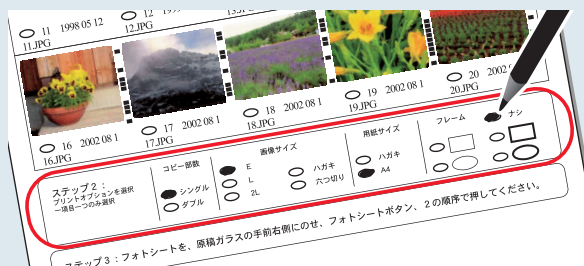 11 1998 05 12
11.JPG
12
12.JPG
16 2002 08 1
16.JPG
17 2002 08 1
17.JPG
18 2002 08 1
18.JPG
19 2002 08 1
19.JPG
20 2002 0
20.JPG
ステップ2：
プリントオプションを選択
一項目一つのみ選択
コピー部数
シングル
ダブル
画像サイズ
E
L
2L
ハガキ
六つ切り
用紙サイズ
ハガキ
A4
フレーム
ナシ
ステップ3：フォトシートを、原稿ガラスの手前右側にのせ、フォトシートボタン、2の順序で押してください。